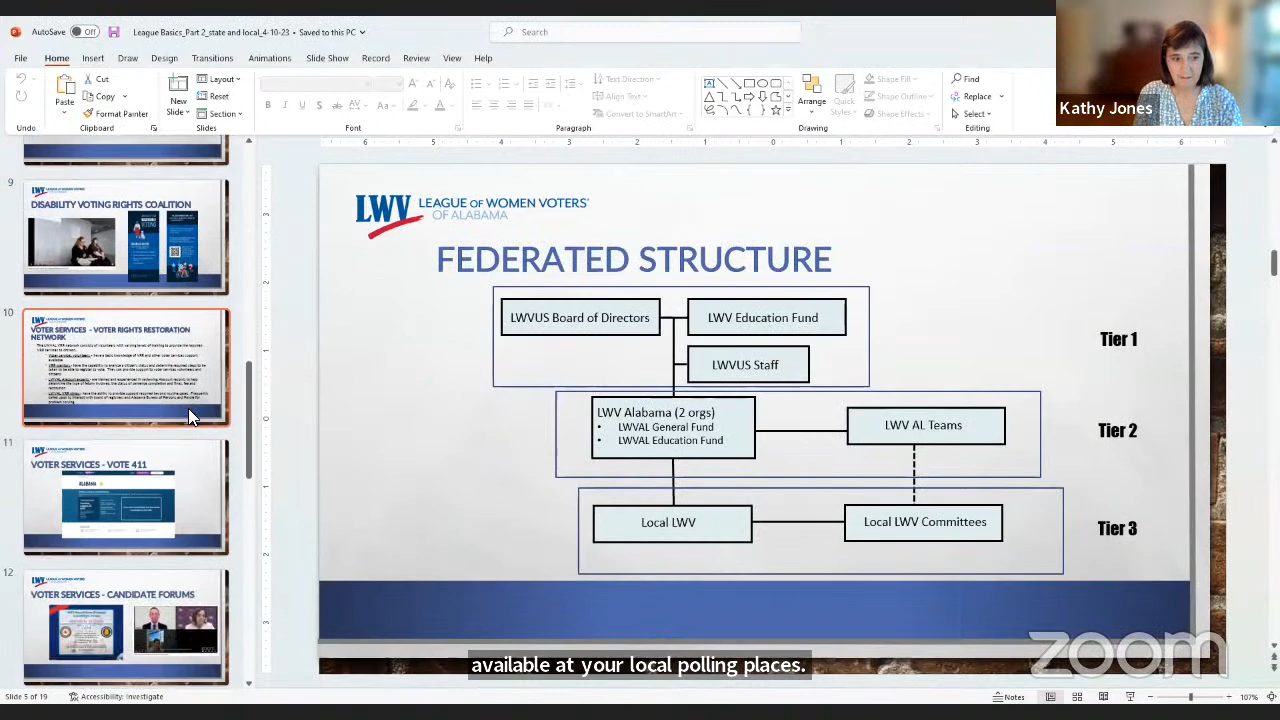 AutoSave Off League Basics_Part 2_state and local_4-10-23 • Saved to this PC Search
File Home Insert Draw Design Transitions Animations Slide Show Record Review View Help
Cut
Copy
Format Painter
Paste
New
Slide
Layout
Reset
Section
Text Direction
Align Text
Convert to SmartArt
Arrange
Quick
Styles
Shape Fill
Shape Outline
Shape Effects
Find
Replace
Select
Undo Clipboard Slides Font Paragraph Drawing Editing
Kathy Jones
9
DISABILITY VOTING RIGHTS COALITION
10
VOTER SERVICES - VOTER RIGHTS RESTORATION
NETWORK
11
VOTER SERVICES - VOTE 411
12
VOTER SERVICES - CANDIDATE FORUMS
LWV LEAGUE OF WOMEN VOTERS®
OF ALABAMA
FEDERATED STRUCTURE
LWVUS Board of Directors
LWV Education Fund
LWVUS Staff
Tier 1
LWV Alabama (2 orgs)
• LWVAL General Fund
• LWVAL Education Fund
LWV AL Teams
Tier 2
Local LWV
Local LWV Committees
Tier 3
available at your local polling places.
zoom
Slide 5 of 19 Accessibility: Investigate Notes 107%